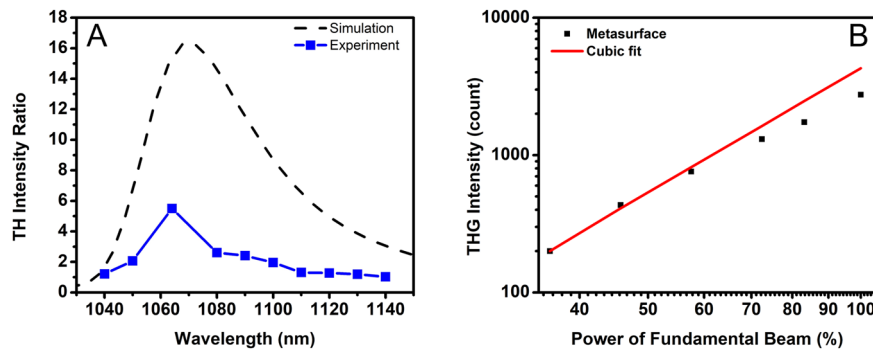 A
Simulation
Experiment
TH Intensity Ratio
18
16
14
12
10
8
6
4
2
0
1040 1060 1080 1100 1120 1140
Wavelength (nm)
B
Metasurface
Cubic fit
THG Intensity (count)
10000
1000
100
40 50 60 70 80 90 100
Power of Fundamental Beam (%)